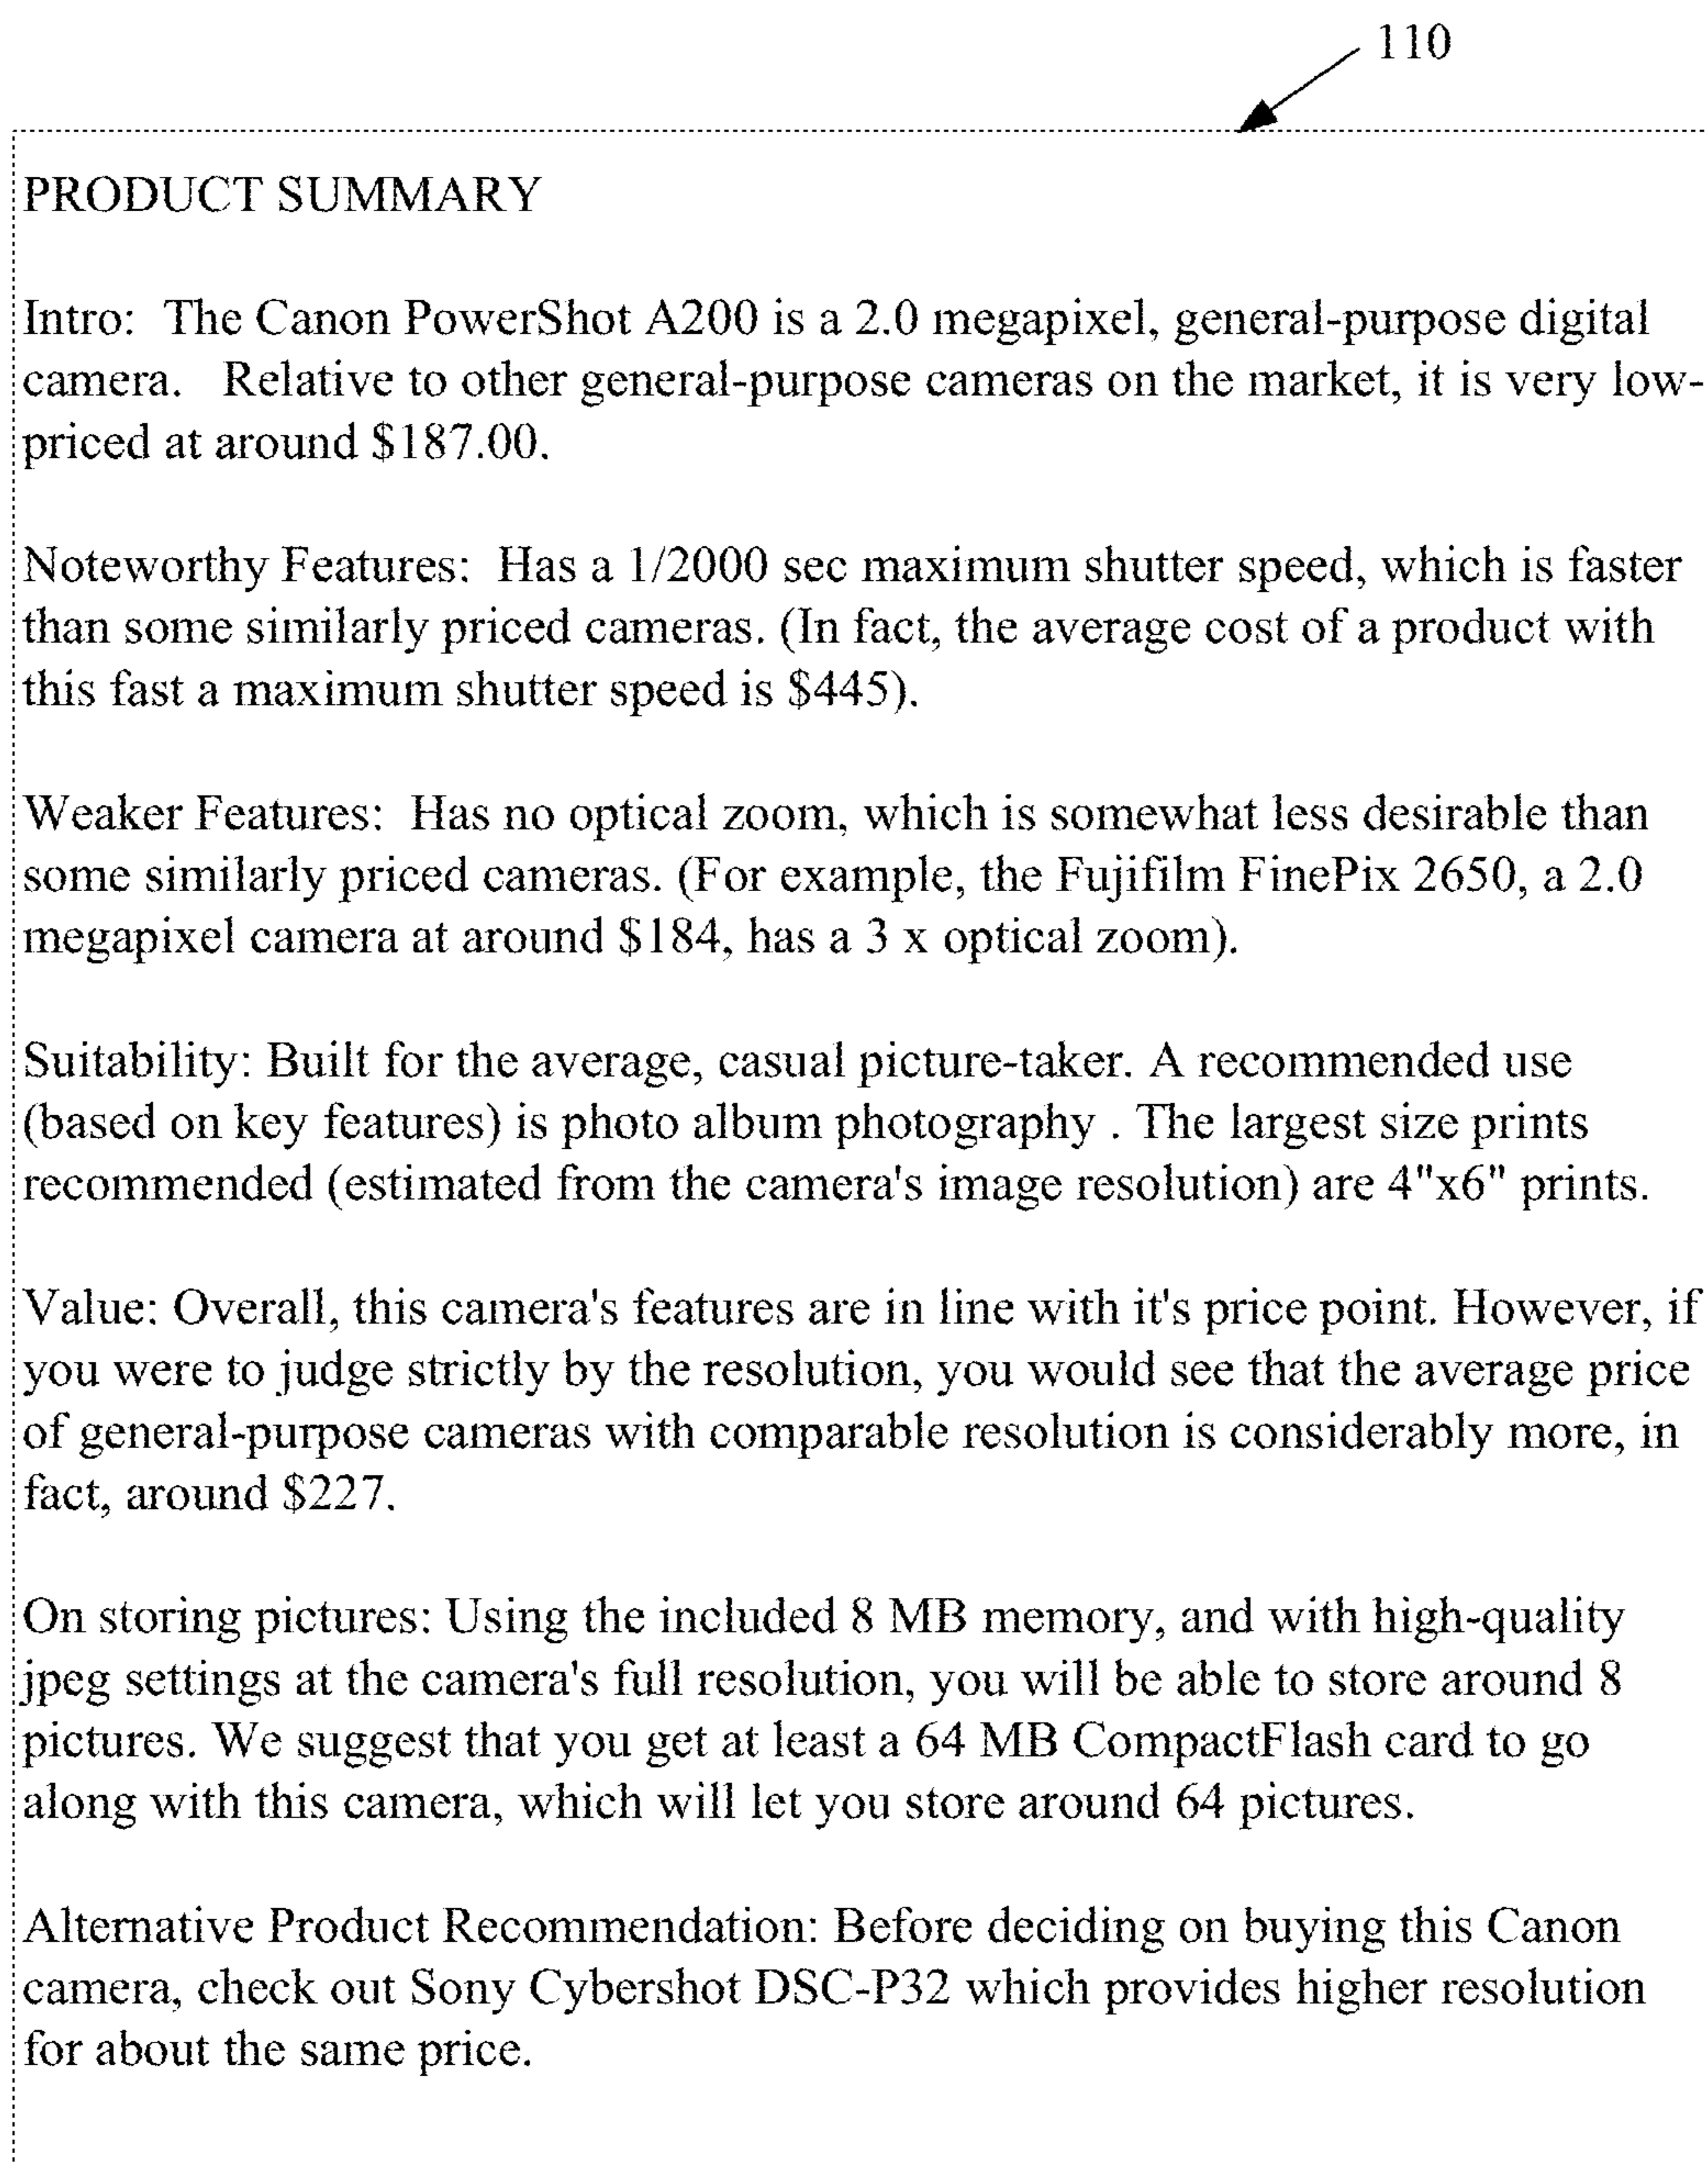 110
PRODUCT SUMMARY
Intro:  The Canon PowerShot A200 is a 2.0 megapixel, general-purpose digital
camera.   Relative to other general-purpose cameras on the market, it is very low-
priced at around $187.00.
Noteworthy Features:  Has a 1/2000 sec maximum shutter speed, which is faster
than some similarly priced cameras. (In fact, the average cost of a product with
this fast a maximum shutter speed is $445).
Weaker Features:  Has no optical zoom, which is somewhat less desirable than
some similarly priced cameras. (For example, the Fujifilm FinePix 2650, a 2.0
megapixel camera at around $184, has a 3 x optical zoom).
Suitability: Built for the average, casual picture-taker. A recommended use
(based on key features) is photo album photography . The largest size prints
recommended (estimated from the camera's image resolution) are 4"x6" prints.
Value: Overall, this camera's features are in line with it's price point. However, if
you were to judge strictly by the resolution, you would see that the average price
of general-purpose cameras with comparable resolution is considerably more, in
fact, around $227.
On storing pictures: Using the included 8 MB memory, and with high-quality
jpeg settings at the camera's full resolution, you will be able to store around 8
pictures. We suggest that you get at least a 64 MB CompactFlash card to go
along with this camera, which will let you store around 64 pictures.
Alternative Product Recommendation: Before deciding on buying this Canon
camera, check out Sony Cybershot DSC-P32 which provides higher resolution
for about the same price.